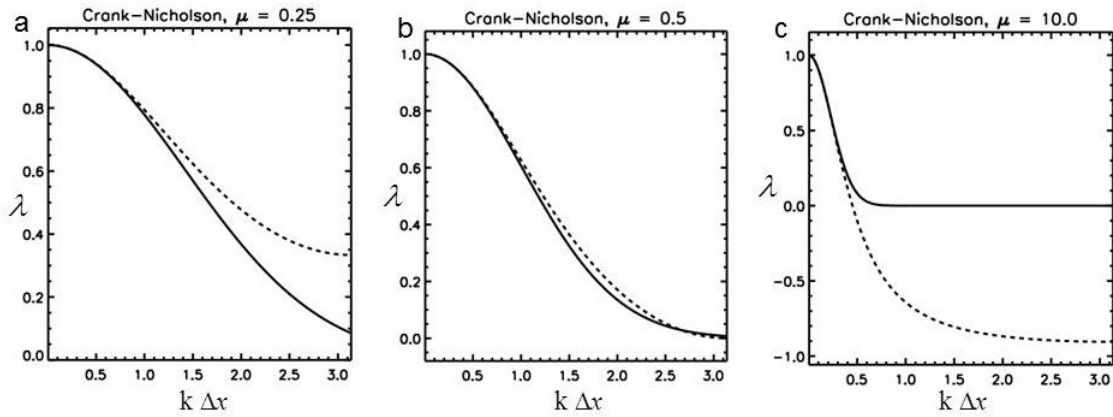 a
Crank−Nicholson, μ = 0.25
1.0
0.8
0.6
λ
0.4
0.2
0.0
0.5 1.0 1.5 2.0 2.5 3.0
k Δx
b
Crank−Nicholson, μ = 0.5
1.0
0.8
0.6
λ
0.4
0.2
0.0
0.5 1.0 1.5 2.0 2.5 3.0
k Δx
c
Crank−Nicholson, μ = 10.0
1.0
0.5
λ
0.0
−0.5
−1.0
0.5 1.0 1.5 2.0 2.5 3.0
k Δx